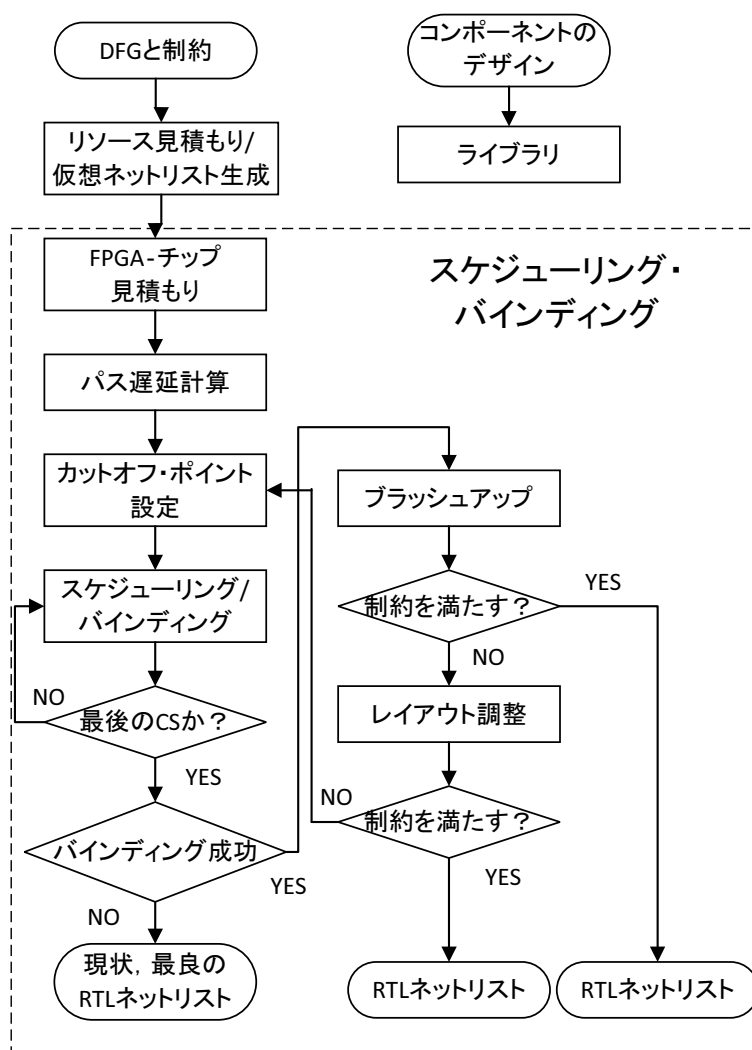 DFGと制約
コンポーネントの
デザイン
リソース見積もり/
仮想ネットリスト生成
ライブラリ
スケジューリング・
バインディング
FPGA-チップ
見積もり
パス遅延計算
カットオフ・ポイント
設定
スケジューリング/
バインディング
NO
最後のCSか？
YES
バインディング成功
YES
NO
現状，最良の
RTLネットリスト
ブラッシュアップ
制約を満たす？
YES
NO
レイアウト調整
NO
制約を満たす？
YES
RTLネットリスト
RTLネットリスト